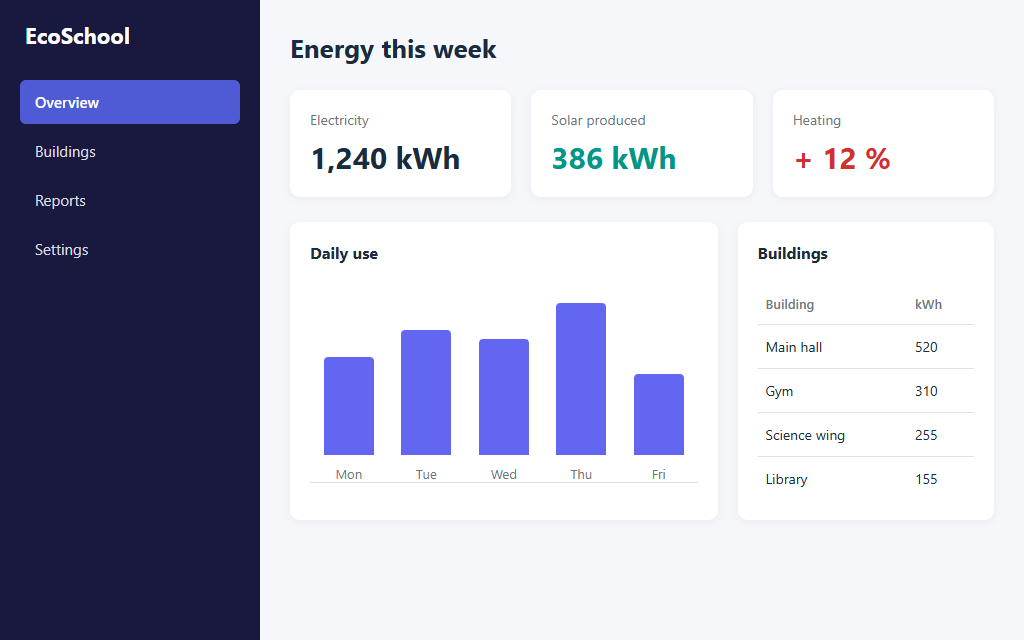 EcoSchool
Overview
Buildings
Reports
Settings
Energy this week
Electricity
1,240 kWh
Solar produced
386 kWh
Heating
+ 12 %
Daily use
Mon Tue Wed Thu Fri
Buildings
Building kWh
Main hall 520
Gym 310
Science wing 255
Library 155